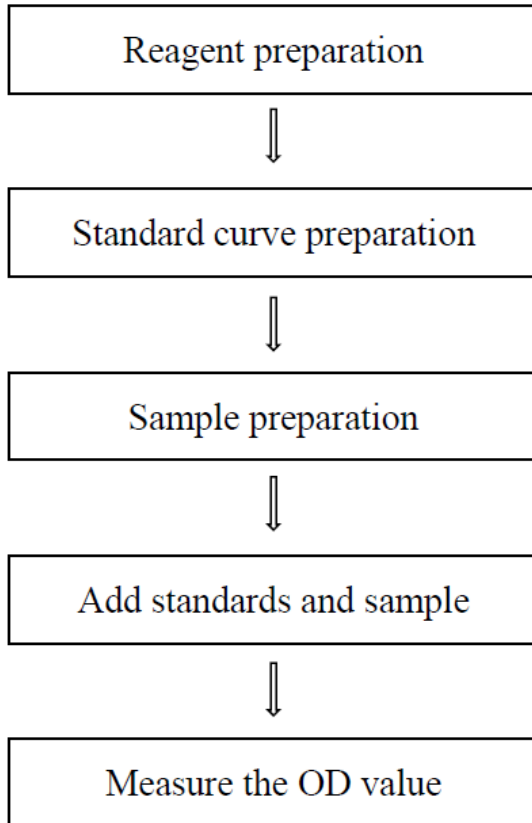 Reagent preparation
Standard curve preparation
Sample preparation
Add standards and sample
Measure the OD value